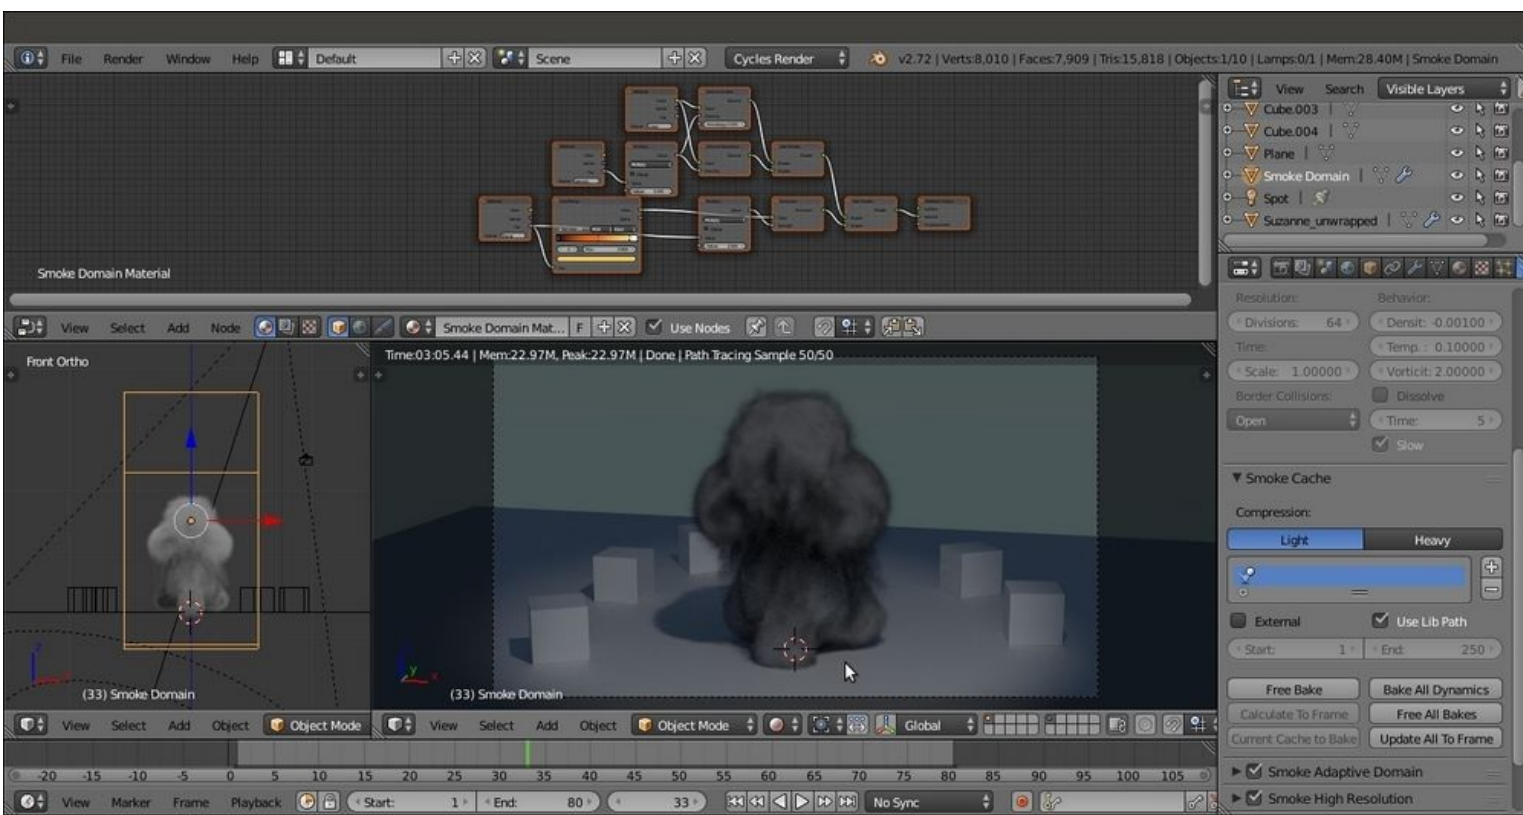 File Render Window Help Default Scene Cycles Render v2.72 | Verts:8,010 | Faces:7,909 | Tris:15,818 | Objects:1/10 | Lamps:0/1 | Mem:28.40M | Smoke Domain
View Search Visible Layers
Cube.003
Cube.004
Plane
Smoke Domain
Spot
Suzanne_unwrapped
Smoke Domain Material
View Select Add Node Smoke Domain Mat... F Use Nodes
Front Ortho
Time:03:05.44 | Mem:22.97M, Peak:22.97M | Done | Path Tracing Sample 50/50
(33) Smoke Domain
(33) Smoke Domain
View Select Add Object Object Mode
View Select Add Object Object Mode Global
Resolution: Behavior:
Divisions: 64 Densit: -0.00100
Time: Temp.: 0.10000
Scale: 1.00000 Vorticit: 2.00000
Border Collisions: Dissolve
Open Time: 5
Slow
Smoke Cache
Compression:
Light Heavy
External Use Lib Path
Start: 1 End: 250
Free Bake Bake All Dynamics
Calculate To Frame Free All Bakes
Current Cache to Bake Update All To Frame
Smoke Adaptive Domain
Smoke High Resolution
-20 -15 -10 -5 0 5 10 15 20 25 30 35 40 45 50 55 60 65 70 75 80 85 90 95 100 105
View Marker Frame Playback Start: 1 End: 80 33 No Sync